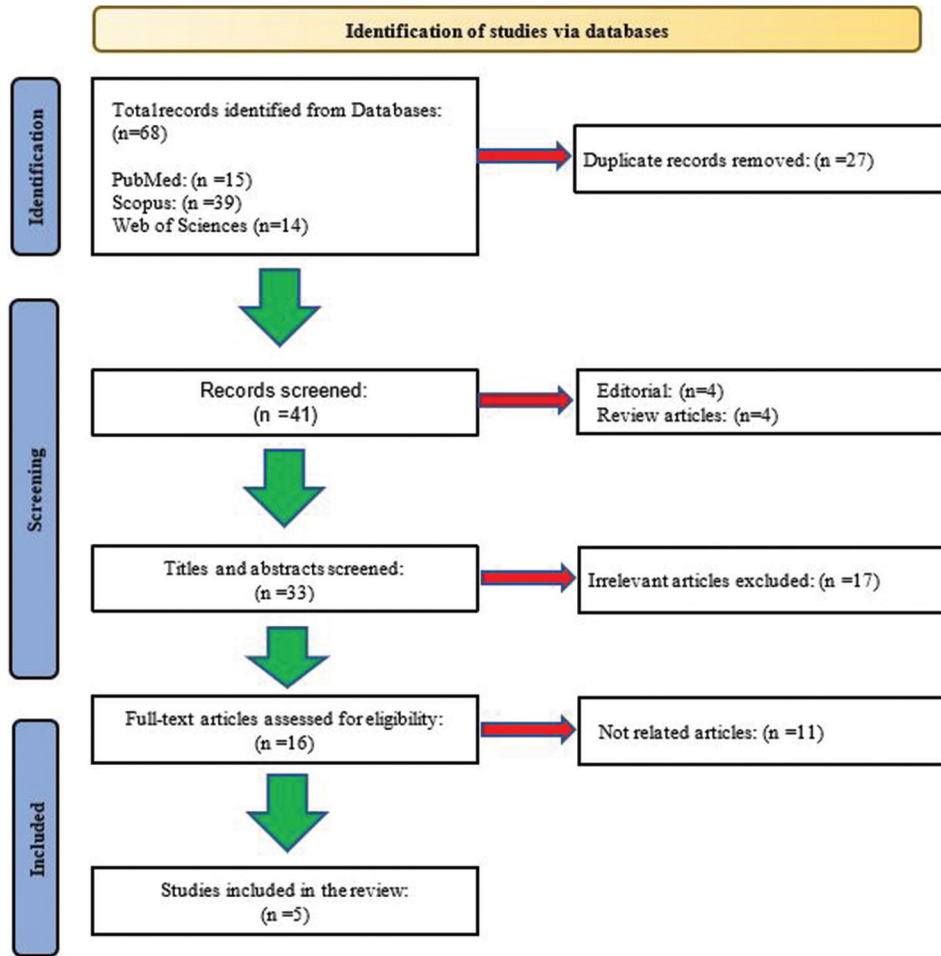 Identification of studies via databases
Identification
Total records identified from Databases:
(n=68)
PubMed: (n =15)
Scopus: (n =39)
Web of Sciences (n=14)
Duplicate records removed: (n =27)
Screening
Records screened:
(n =41)
Editorial: (n=4)
Review articles: (n=4)
Titles and abstracts screened:
(n =33)
Irrelevant articles excluded: (n =17)
Full-text articles assessed for eligibility:
(n =16)
Not related articles: (n =11)
Included
Studies included in the review:
(n =5)